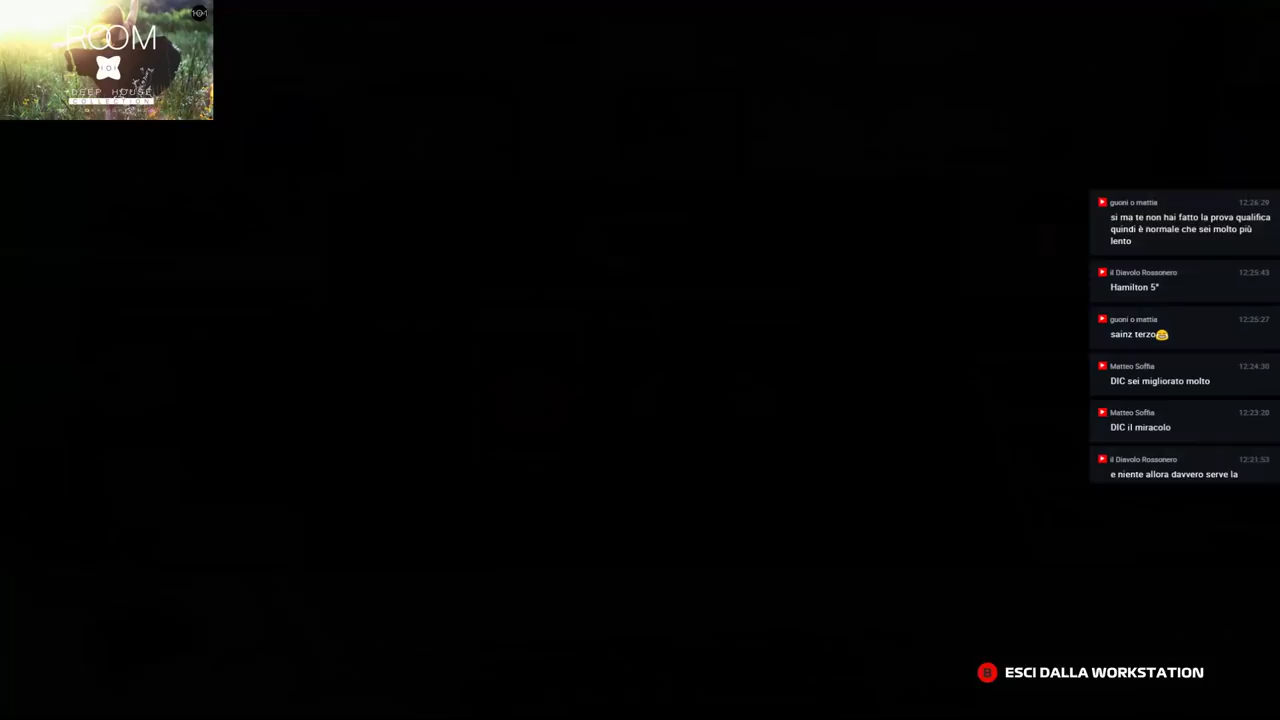 ROOM
101
101
DEEP HOUSE
COLLECTION
guoni o mattia 12:26:29
si ma te non hai fatto la prova qualifica
quindi è normale che sei molto più
lento
il Diavolo Rossonero 12:25:43
Hamilton 5°
guoni o mattia 12:25:27
sainz terzo
Matteo Soffia 12:24:30
DIC sei migliorato molto
Matteo Soffia 12:23:20
DIC il miracolo
il Diavolo Rossonero 12:21:53
e niente allora davvero serve la
B ESCI DALLA WORKSTATION